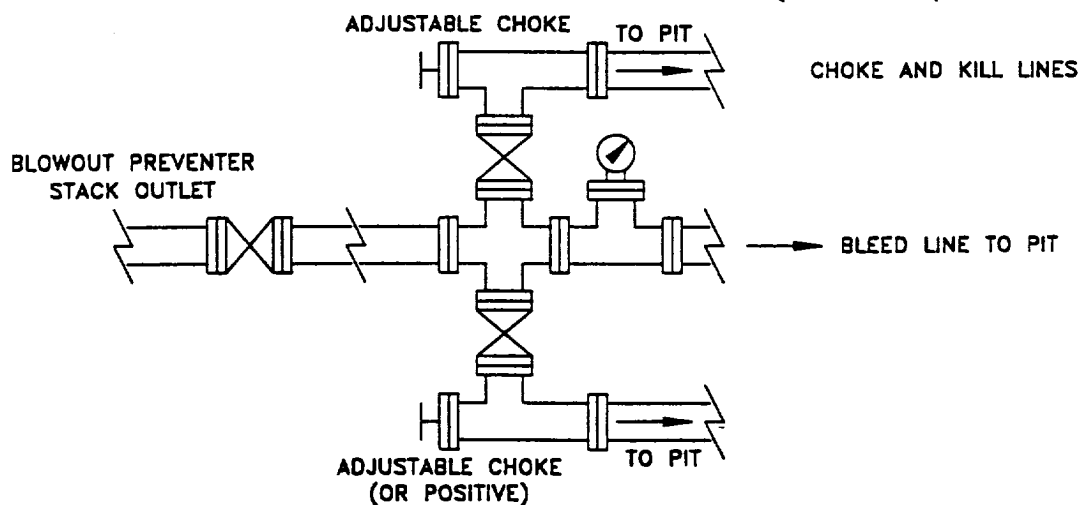 ADJUSTABLE CHOKE
TO PIT
CHOKE AND KILL LINES
BLOWOUT PREVENTER
STACK OUTLET
BLEED LINE TO PIT
ADJUSTABLE CHOKE
(OR POSITIVE)
TO PIT